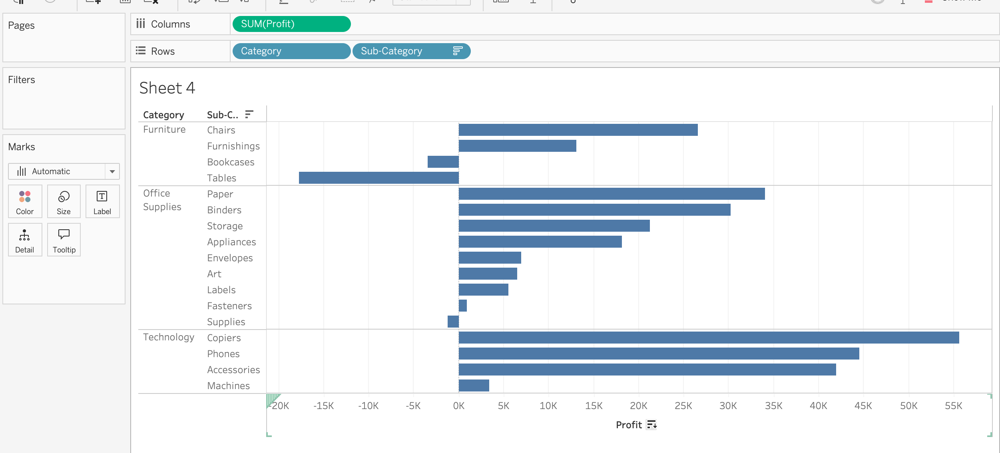 Pages
Columns
SUM(Profit)
Rows
Category
Sub-Category
Filters
Sheet 4
Category
Sub-C..
Furniture
Chairs
Furnishings
Bookcases
Tables
Marks
Automatic
Color
Size
Label
Detail
Tooltip
Office
Supplies
Paper
Binders
Storage
Appliances
Envelopes
Art
Labels
Fasteners
Supplies
Technology
Copiers
Phones
Accessories
Machines
-20K -15K -10K -5K 0K 5K 10K 15K 20K 25K 30K 35K 40K 45K 50K 55K
Profit